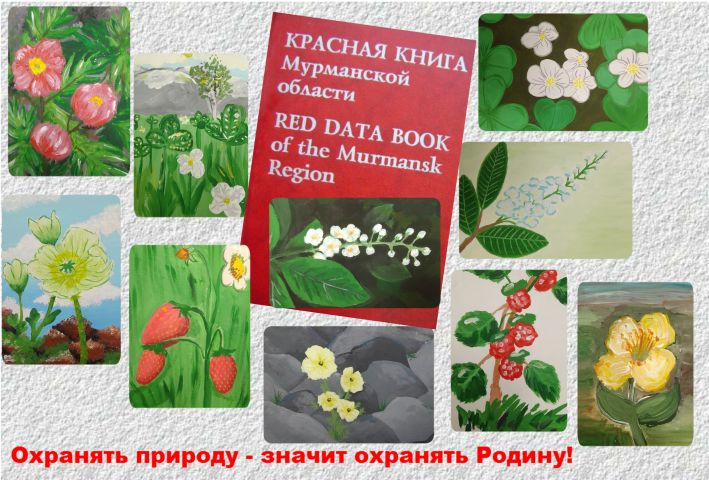 КРАСНАЯ КНИГА
Мурманской
области
RED DATA BOOK
of the Murmansk
Region
Охранять природу - значит охранять Родину!